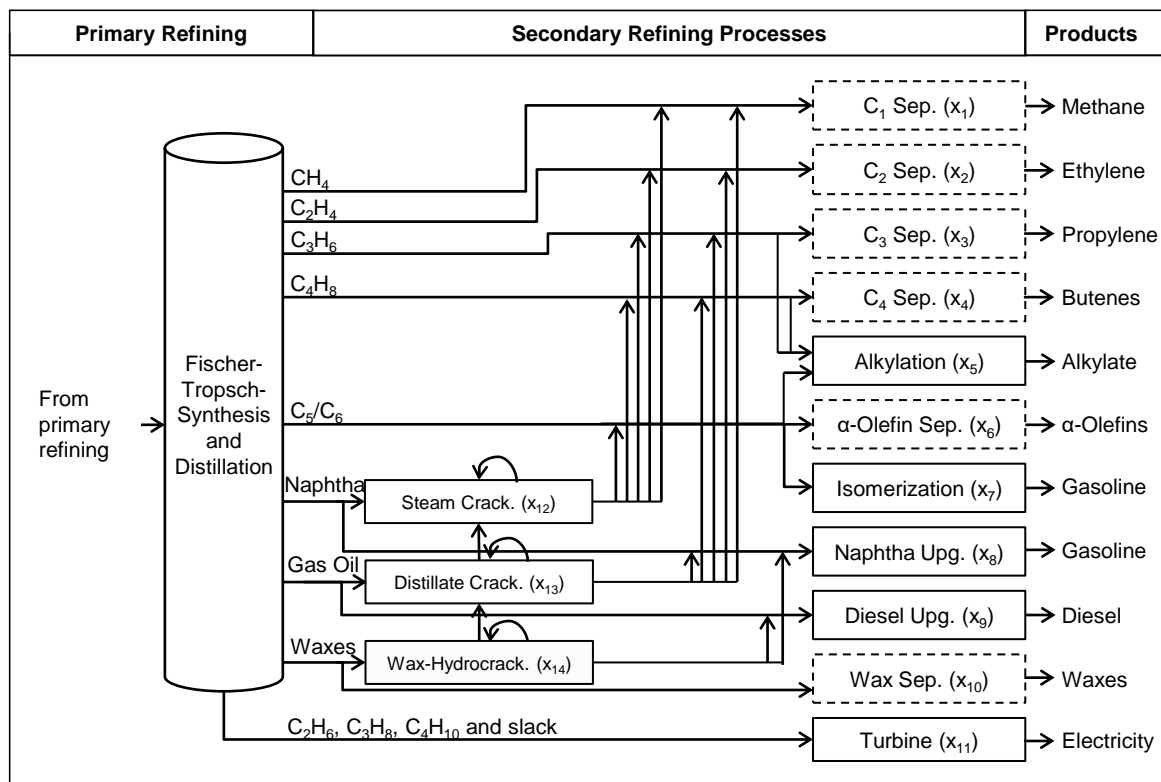 Primary Refining
Secondary Refining Processes
Products
C₁ Sep. (x₁)
Methane
CH₄
C₂ Sep. (x₂)
Ethylene
C₂H₄
C₃H₆
C₃ Sep. (x₃)
Propylene
C₄H₈
C₄ Sep. (x₄)
Butenes
Fischer-
Tropsch-
Synthesis
and
Distillation
Alkylation (x₅)
Alkylate
From
primary
refining
C₅/C₆
α-Olefin Sep. (x₆)
α-Olefins
Naphtha
Steam Crack. (x₁₂)
Isomerization (x₇)
Gasoline
Naphtha Upg. (x₈)
Gasoline
Gas Oil
Distillate Crack. (x₁₃)
Diesel Upg. (x₉)
Diesel
Waxes
Wax-Hydrocrack. (x₁₄)
Wax Sep. (x₁₀)
Waxes
C₂H₆, C₃H₈, C₄H₁₀ and slack
Turbine (x₁₁)
Electricity